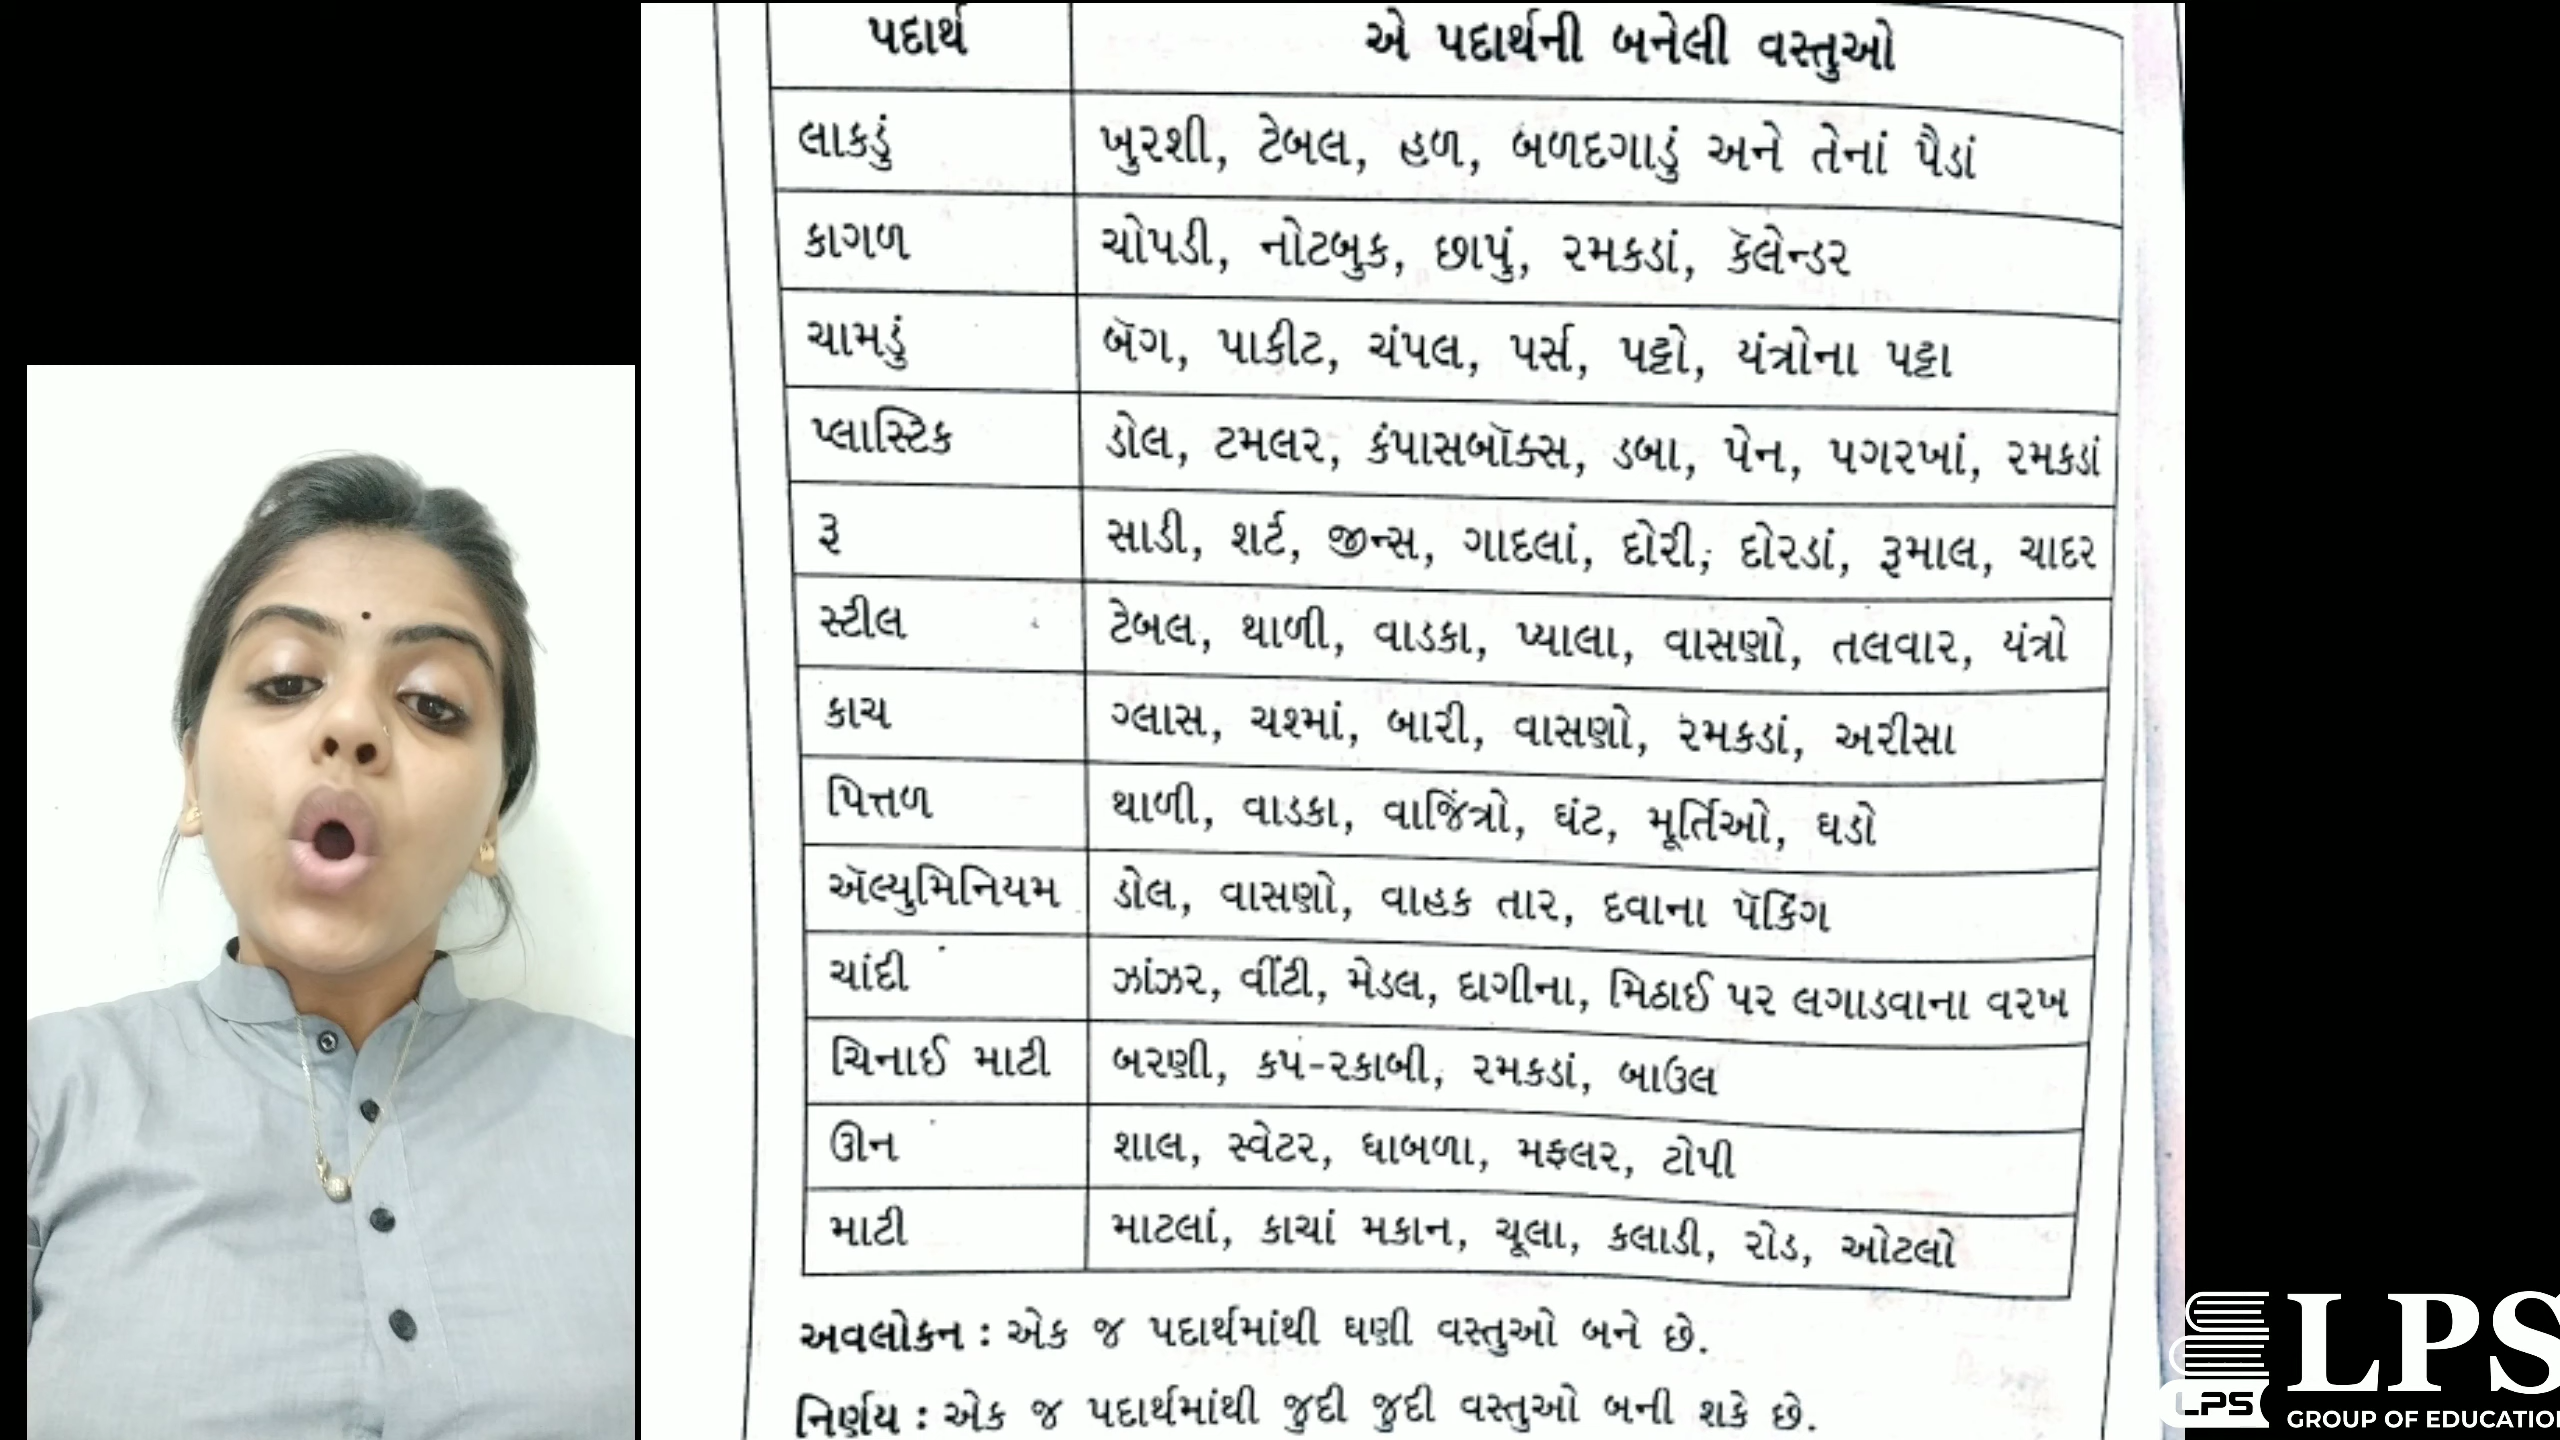 પદાર્થ એ પદાર્થની બનેલી વસ્તુઓ
લાકડું ખુરશી, ટેબલ, હળ, બળદગાડું અને તેનાં પૈડાં
કાગળ ચોપડી, નોટબુક, છાપું, રમકડાં, કૅલેન્ડર
ચામડું બૅગ, પાકીટ, ચંપલ, પર્સ, પટ્ટો, યંત્રોના પટ્ટા
પ્લાસ્ટિક ડોલ, ટમલર, કંપાસબૉક્સ, ડબા, પેન, પગરખાં, રમકડાં
રૂ સાડી, શર્ટ, જીન્સ, ગાદલાં, દોરી, દોરડાં, રૂમાલ, ચાદર
સ્ટીલ ટેબલ, થાળી, વાડકા, પ્યાલા, વાસણો, તલવાર, યંત્રો
કાચ ગ્લાસ, ચશ્માં, બારી, વાસણો, રમકડાં, અરીસા
પિત્તળ થાળી, વાડકા, વાજિંત્રો, ઘંટ, મૂર્તિઓ, ઘડો
ઍલ્યુમિનિયમ ડોલ, વાસણો, વાહક તાર, દવાના પૅકિંગ
ચાંદી ઝાંઝર, વીંટી, મેડલ, દાગીના, મિઠાઈ પર લગાડવાના વરખ
ચિનાઈ માટી બરણી, કપ-રકાબી, રમકડાં, બાઉલ
ઊન શાલ, સ્વેટર, ધાબળા, મફલર, ટોપી
માટી માટલાં, કાચાં મકાન, ચૂલા, કલાડી, રોડ, ઓટલો
અવલોકન : એક જ પદાર્થમાંથી ઘણી વસ્તુઓ બને છે.
નિર્ણય : એક જ પદાર્થમાંથી જુદી જુદી વસ્તુઓ બની શકે છે.
LPS
LPS
GROUP OF EDUCATION